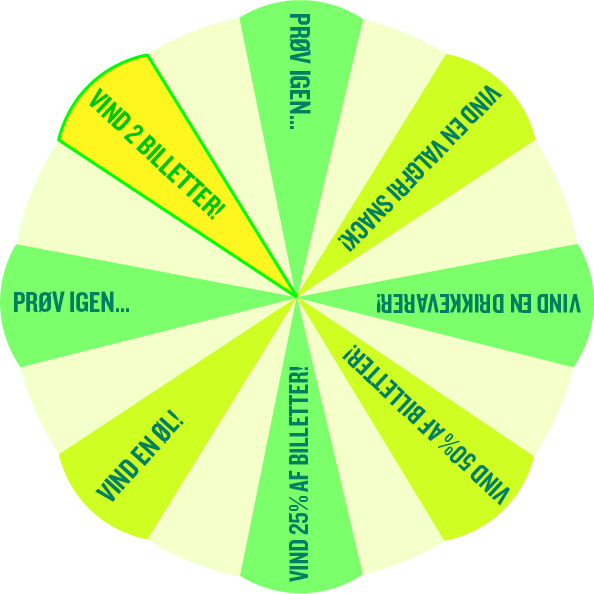 PRØV IGEN...
VIND EN VALGFRI SNACK!
VIND EN DRIKKEVARER!
VIND 50% AF BILLETTER!
VIND 25% AF BILLETTER!
VIND EN ØL!
PRØV IGEN...
VIND 2 BILLETTER!